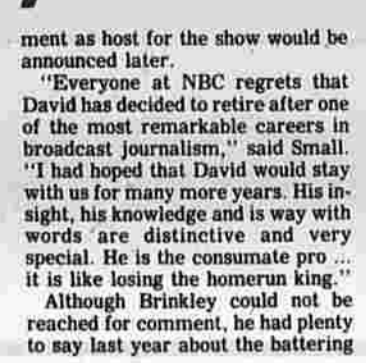 ment as host for the show would be
announced later.
"Everyone at NBC regrets that
David has decided to retire after one
of the most remarkable careers in
broadcast journalism," said Small.
"I had hoped that David would stay
with us for many more years. His in-
sight, his knowledge and is way with
words are distinctive and very
special. He is the consumate pro ...
it is like losing the homerun king."
Although Brinkley could not be
reached for comment, he had plenty
to say last year about the battering